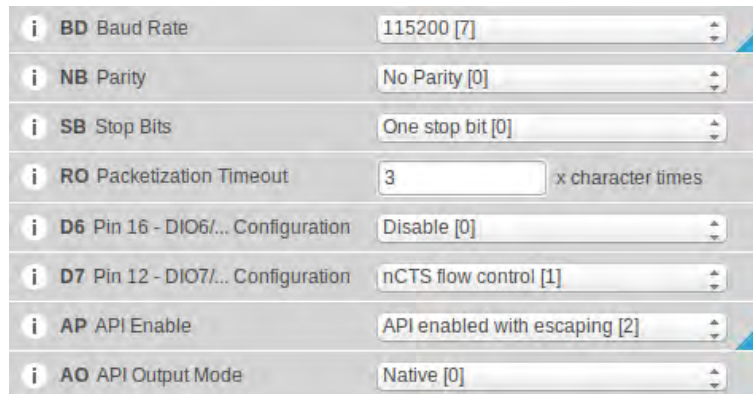 i BD Baud Rate 115200 [7]
i NB Parity No Parity [0]
i SB Stop Bits One stop bit [0]
i RO Packetization Timeout 3 x character times
i D6 Pin 16 - DIO6/... Configuration Disable [0]
i D7 Pin 12 - DIO7/... Configuration nCTS flow control [1]
i AP API Enable API enabled with escaping [2]
i AO API Output Mode Native [0]